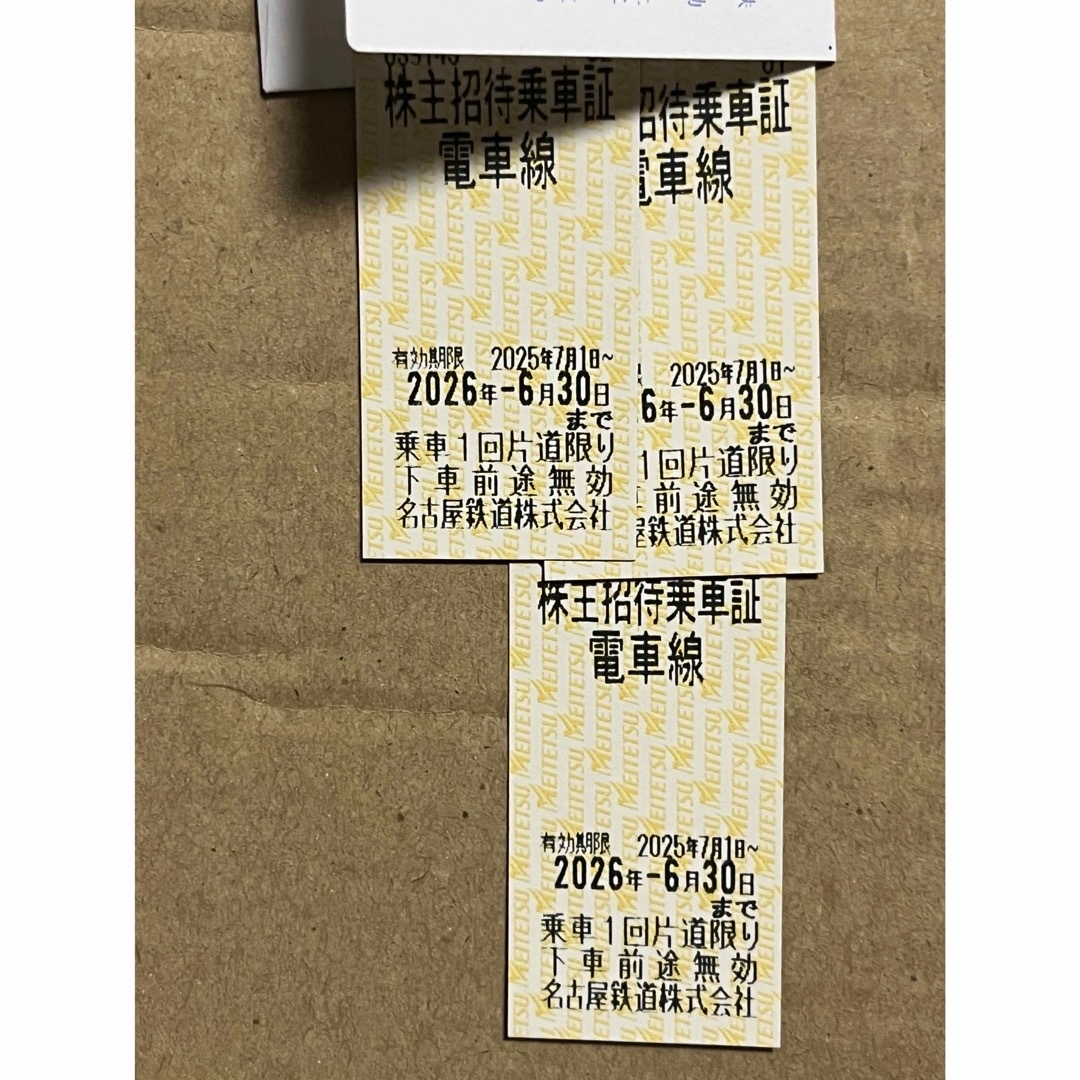 株主招待乗車証
電車線
有効期限 2025年7月1日~
2026年-6月30日
まで
乗車1回片道限り
下車前途無効
名古屋鉄道株式会社
招待乗車証
電車線
2025年7月1日~
6年-6月30日
まで
1回片道限り
前途無効
屋鉄道株式会社
株主招待乗車証
電車線
有効期限 2025年7月1日~
2026年-6月30日
まで
乗車1回片道限り
下車前途無効
名古屋鉄道株式会社
MEITETSU